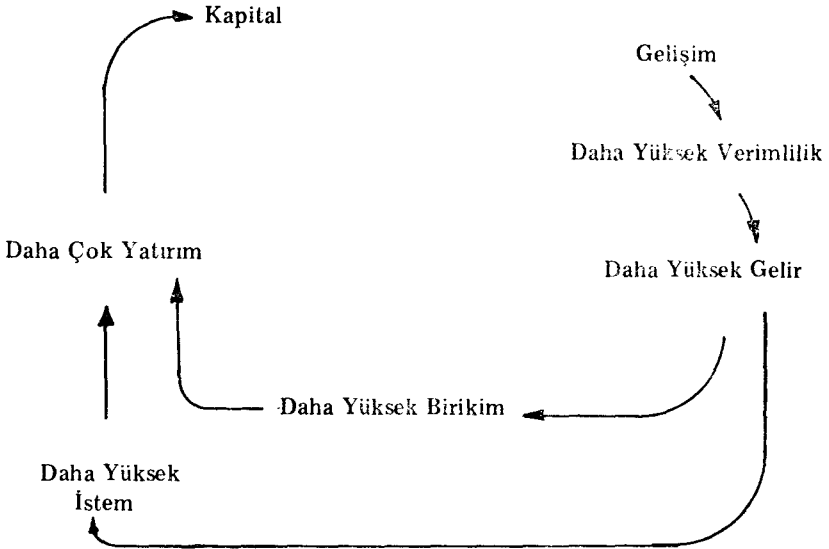 Kapital
Gelişim
Daha Yüksek Verimlilik
Daha Çok Yatırım
Daha Yüksek Gelir
Daha Yüksek Birikim
Daha Yüksek
İstem